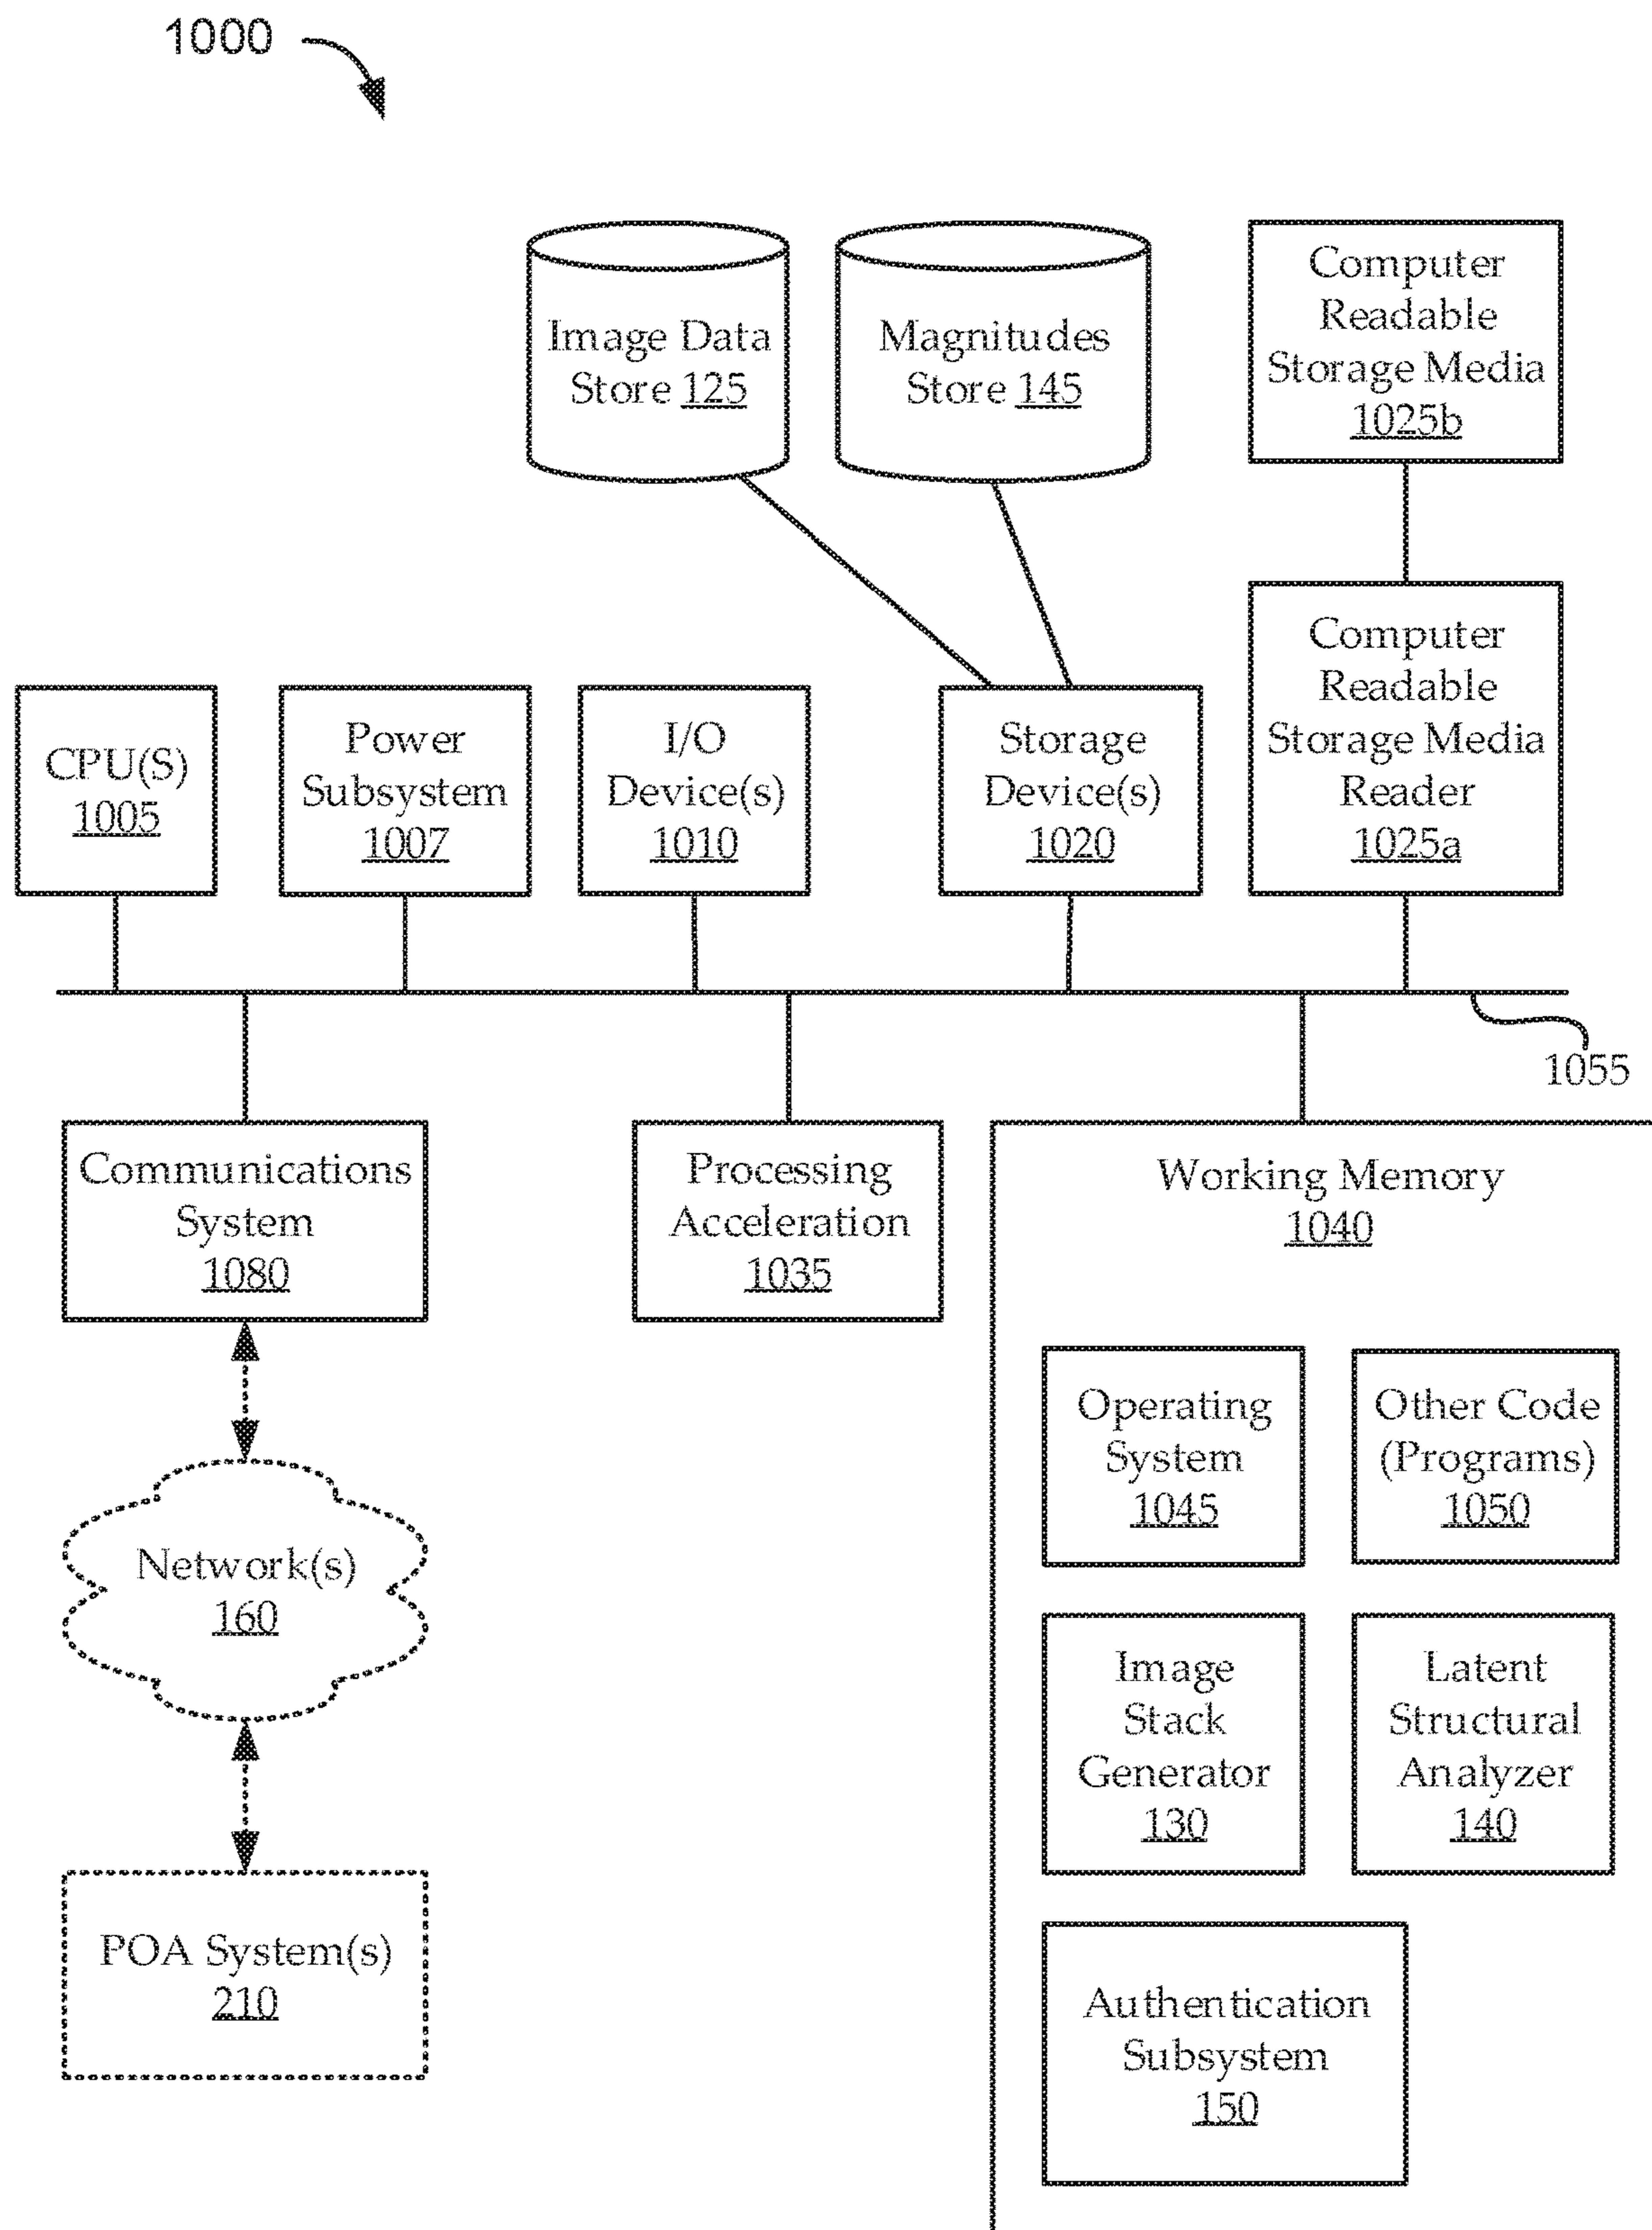 1000
Image Data
Store 125
Magnitudes
Store 145
Computer
Readable
Storage Media
1025b
CPU(S)
1005
Power
Subsystem
1007
I/O
Device(s)
1010
Storage
Device(s)
1020
Computer
Readable
Storage Media
Reader
1025a
1055
Communications
System
1080
Processing
Acceleration
1035
Working Memory
1040
Operating
System
1045
Other Code
(Programs)
1050
Network(s)
160
Image
Stack
Generator
130
Latent
Structural
Analyzer
140
POA System(s)
210
Authentication
Subsystem
150